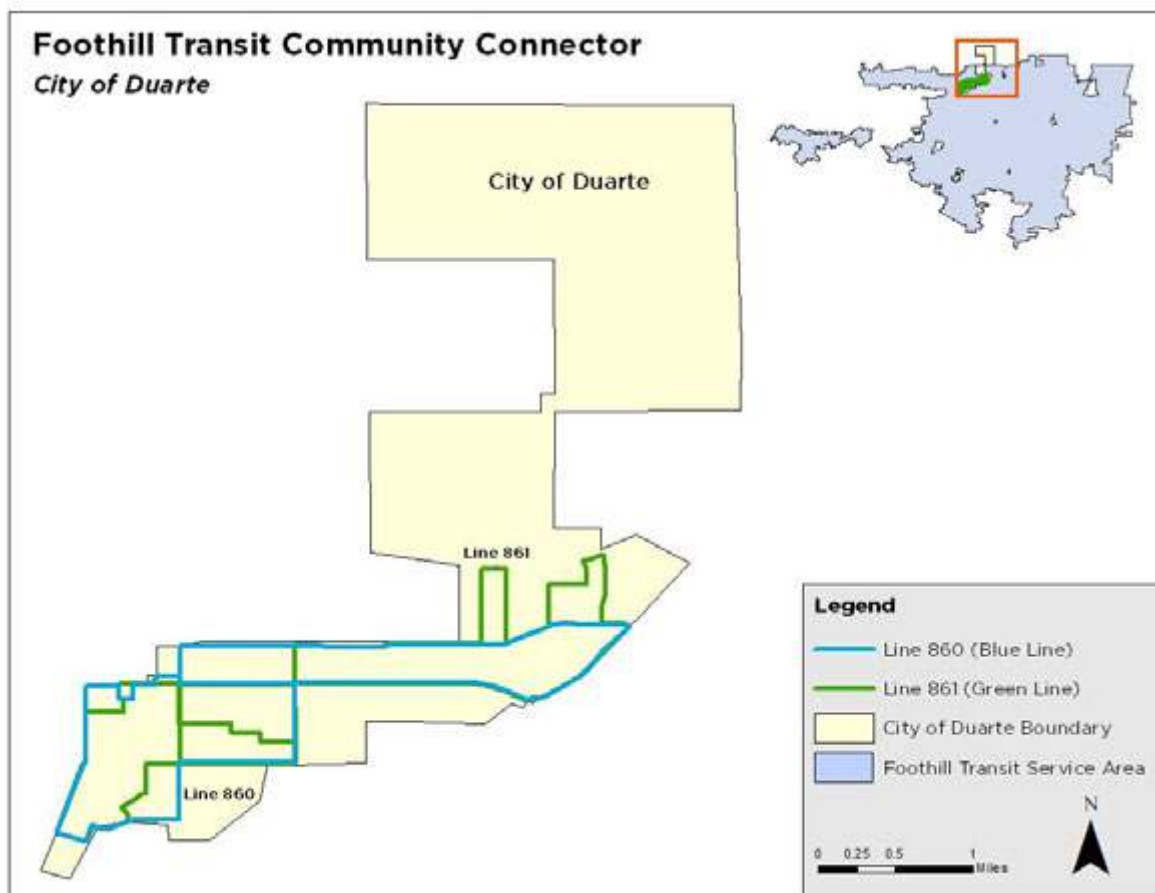 Foothill Transit Community Connector
City of Duarte
City of Duarte
Line 861
Line 860
Legend
Line 860 (Blue Line)
Line 861 (Green Line)
City of Duarte Boundary
Foothill Transit Service Area
N
0 0.25 0.5 1
Miles